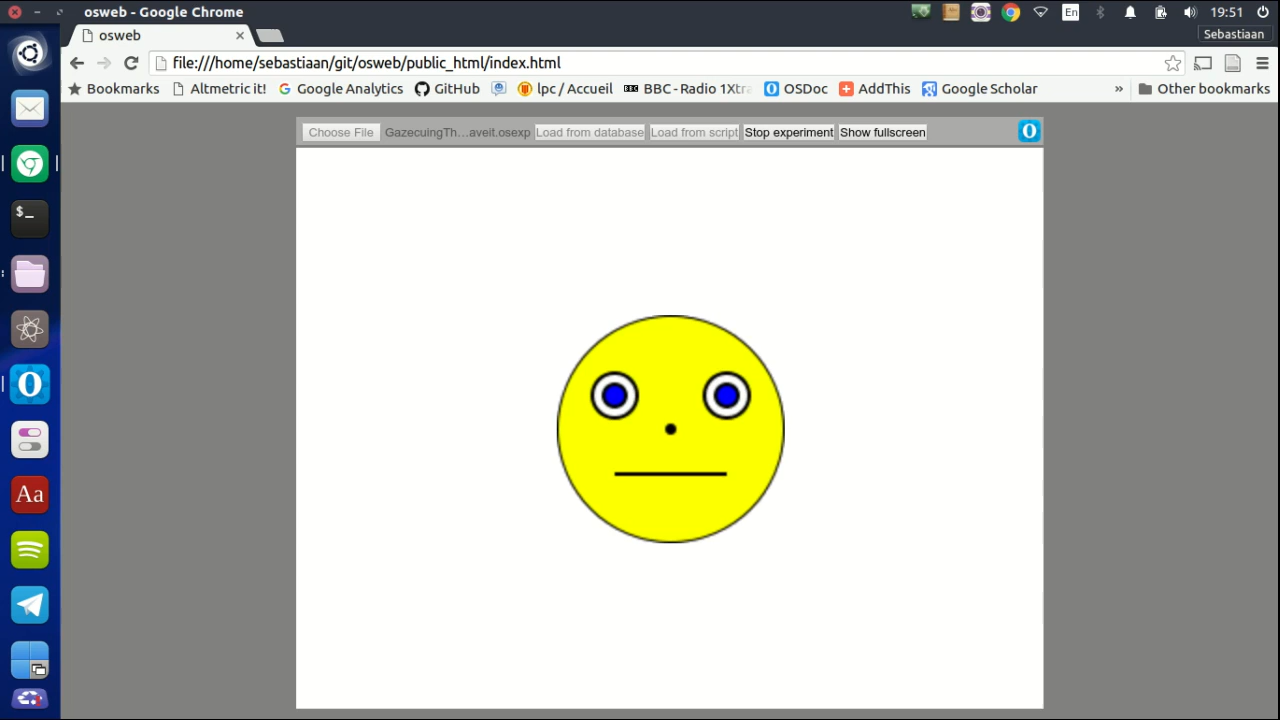 osweb - Google Chrome
En
19:51
Sebastiaan
osweb
file:///home/sebastiaan/git/osweb/public_html/index.html
Bookmarks
Altmetric it!
Google Analytics
GitHub
lpc / Accueil
BBC - Radio 1Xtra
OSDoc
AddThis
Google Scholar
»
Other bookmarks
Choose File
GazecuingTh…aveit.osexp
Load from database
Load from script
Stop experiment
Show fullscreen
$_
Aa